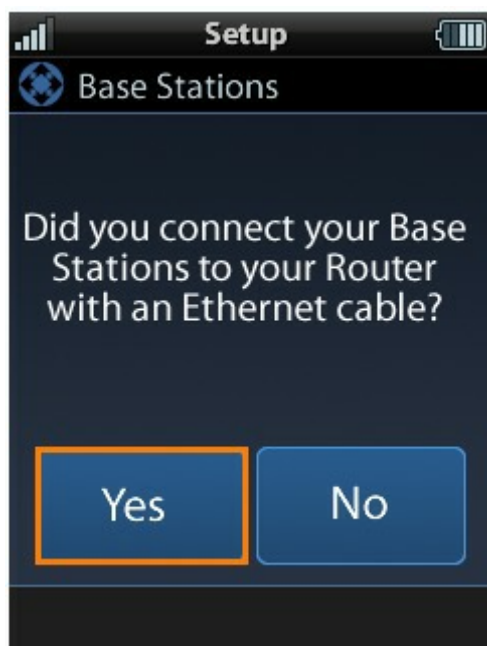 Setup
Base Stations
Did you connect your Base
Stations to your Router
with an Ethernet cable?
Yes
No